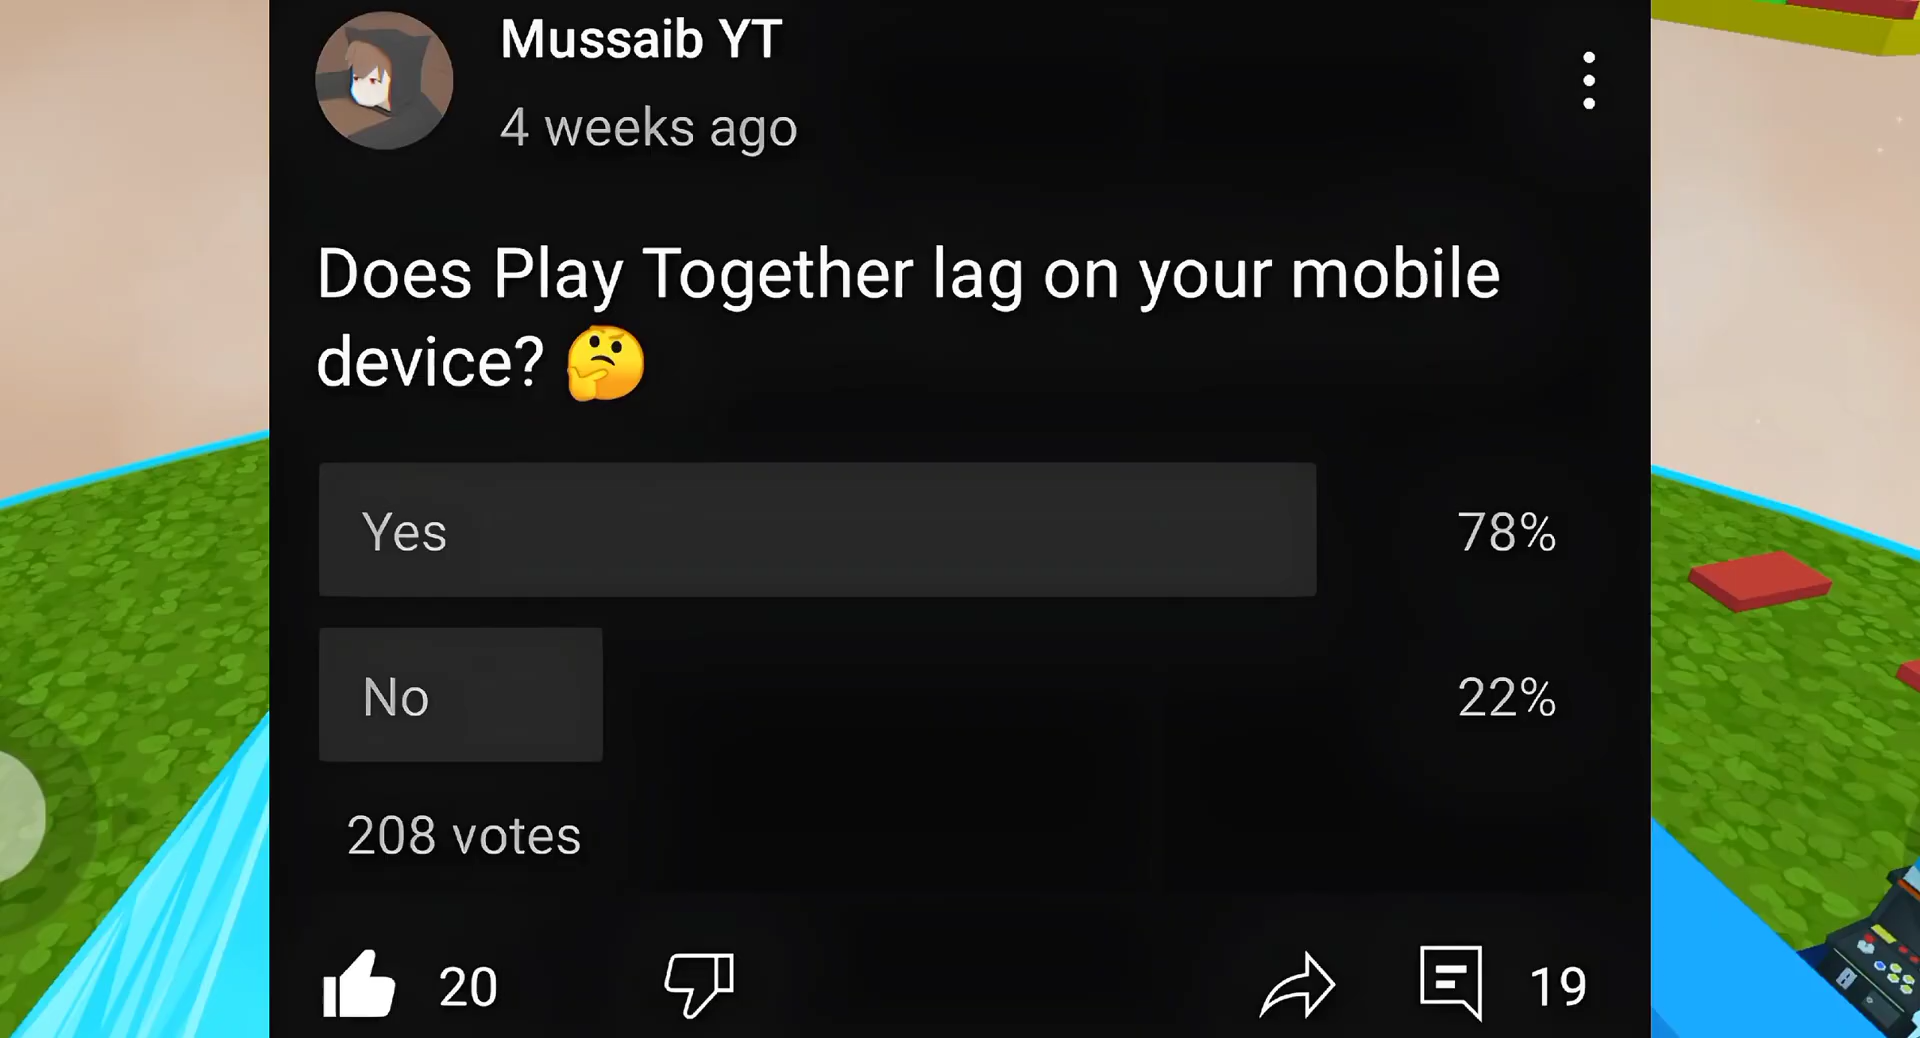 Mussaib YT
4 weeks ago
Does Play Together lag on your mobile
device? 🤔
Yes 78%
No 22%
208 votes
20 19